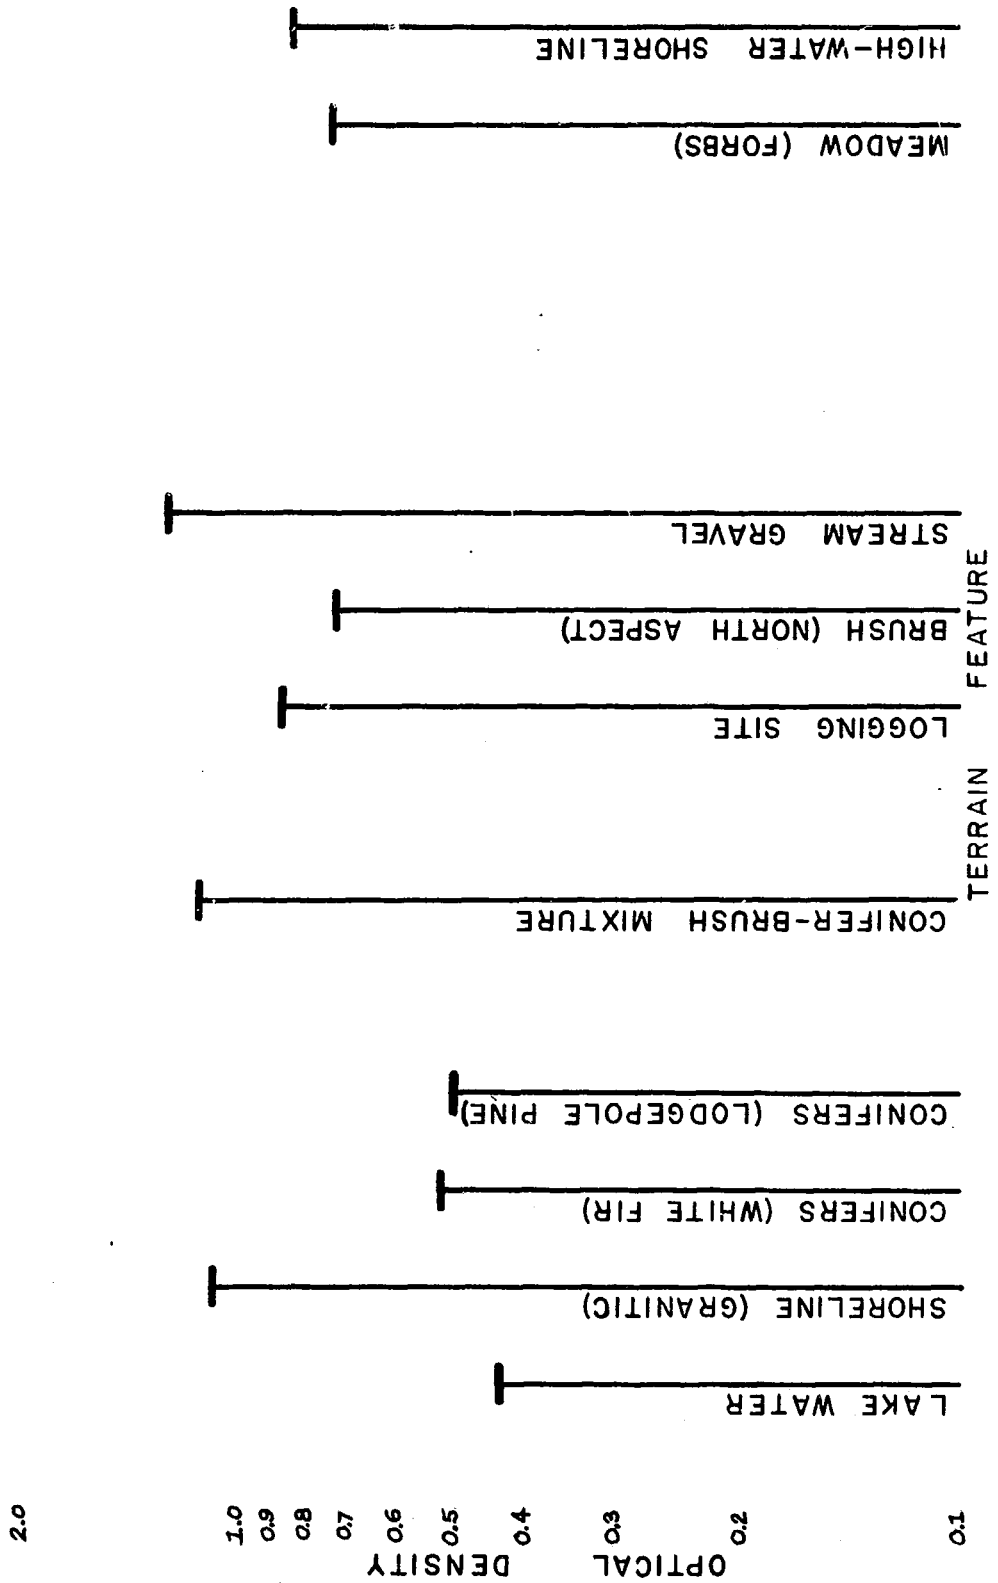 OPTICAL DENSITY
2.0
1.0
0.9
0.8
0.7
0.6
0.5
0.4
0.3
0.2
0.1
LAKE WATER
SHORELINE (GRANITIC)
CONIFERS (WHITE FIR)
CONIFERS (LODGEPOLE PINE)
CONIFER-BRUSH MIXTURE
LOGGING SITE
BRUSH (NORTH ASPECT)
STREAM GRAVEL
MEADOW (FORBS)
HIGH-WATER SHORELINE
TERRAIN FEATURE